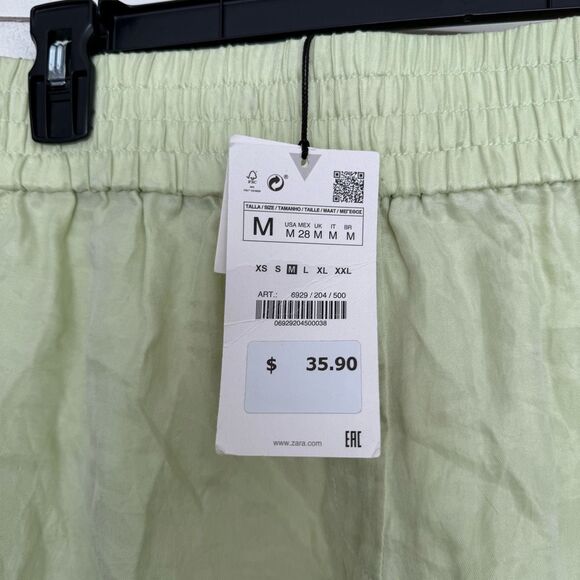 FSC
TALLA / SIZE / TAMANHO / TAILLE / MAAT / ΜΕΓΕΘΟΣ
M
USA MEX UK IT BR
M 28 M M M
XS S M L XL XXL
ART.: 6929 / 204 / 500
06929204500038
$ 35.90
www.zara.com
EAC